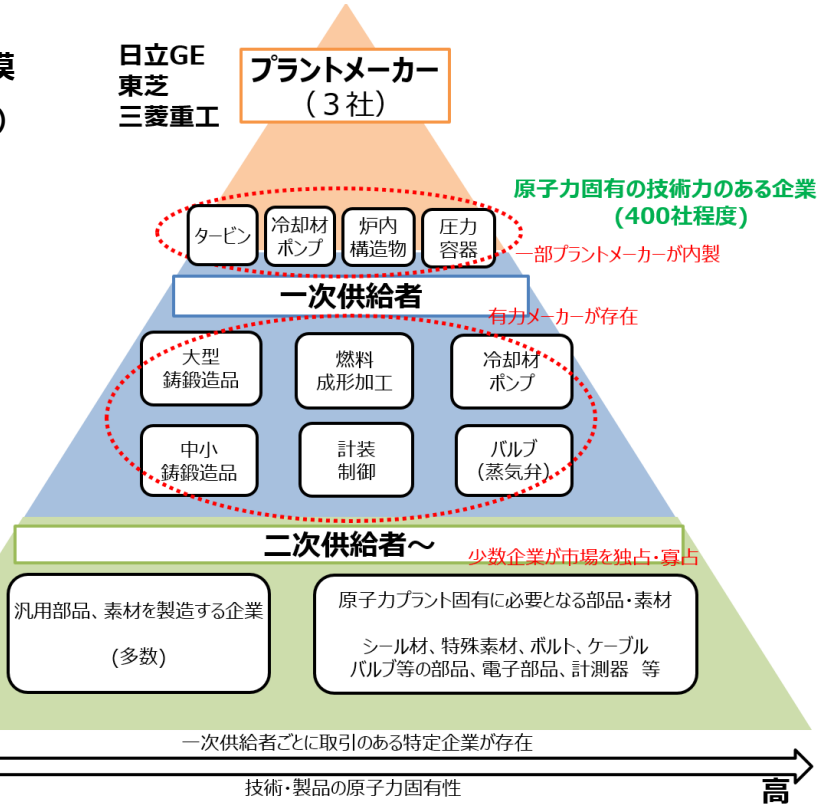 模
)
日立GE
東芝
三菱重工
プラントメーカー
（３社）
原子力固有の技術力のある企業
(400社程度)
タービン
冷却材
ポンプ
炉内
構造物
圧力
容器
一部プラントメーカーが内製
一次供給者
有力メーカーが存在
大型
鋳鍛造品
燃料
成形加工
冷却材
ポンプ
中小
鋳鍛造品
計装
制御
バルブ
(蒸気弁)
二次供給者～
少数企業が市場を独占・寡占
汎用部品、素材を製造する企業
(多数)
原子力プラント固有に必要となる部品・素材
シール材、特殊素材、ボルト、ケーブル
バルブ等の部品、電子部品、計測器 等
一次供給者ごとに取引のある特定企業が存在
技術・製品の原子力固有性
高